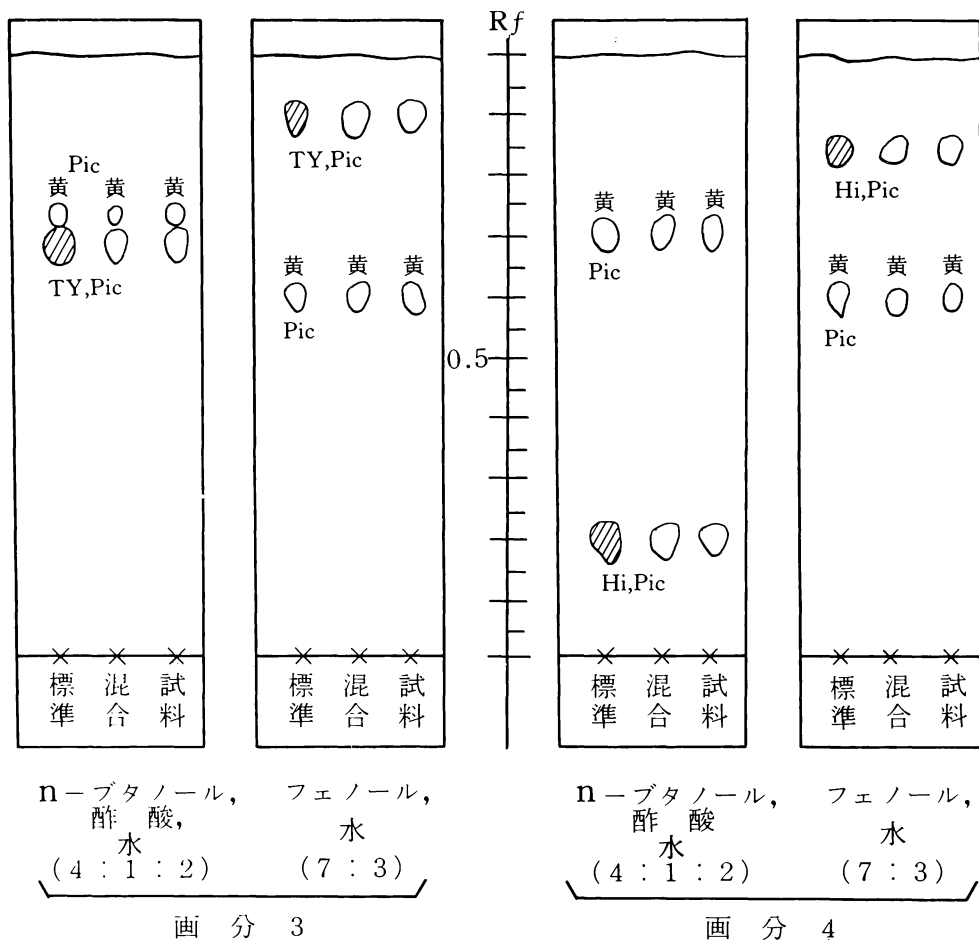 Rf
Pic
黄 黄 黄
TY,Pic
TY,Pic
黄 黄 黄
Pic
0.5
黄 黄 黄
Pic
Hi,Pic
Hi,Pic
黄 黄 黄
Pic
標準 混合 試料
標準 混合 試料
標準 混合 試料
標準 混合 試料
n-ブタノール,
酢酸,
水
(4:1:2)
フェノール,
水
(7:3)
n-ブタノール,
酢酸
水
(4:1:2)
フェノール,
水
(7:3)
画分 3
画分 4